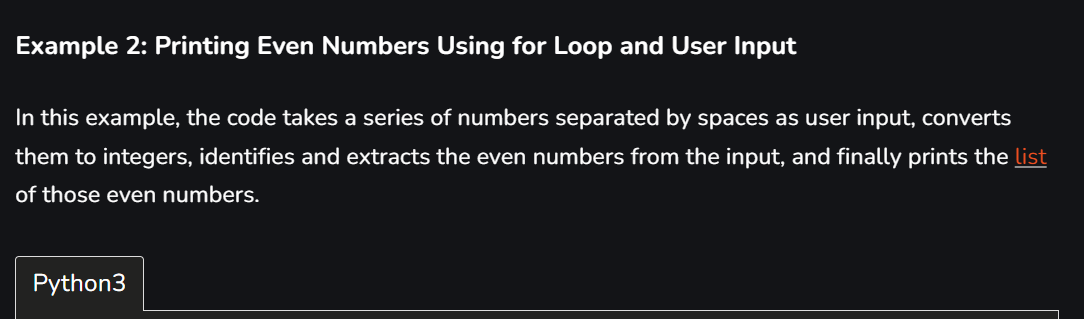 Example 2: Printing Even Numbers Using for Loop and User Input
In this example, the code takes a series of numbers separated by spaces as user input, converts
them to integers, identifies and extracts the even numbers from the input, and finally prints the list
of those even numbers.
Python3